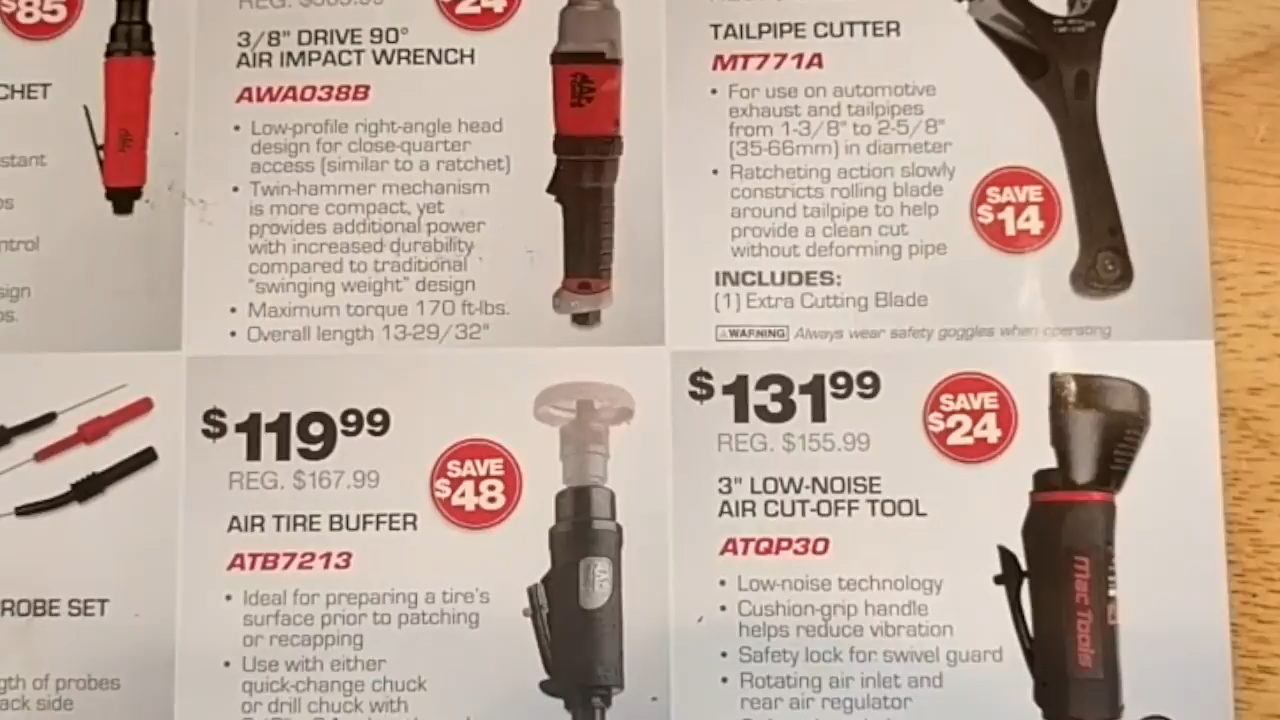 $85
REG. $
$24
3/8" DRIVE 90°
AIR IMPACT WRENCH
AWA038B
• Low-profile right-angle head
design for close-quarter
access (similar to a ratchet)
• Twin-hammer mechanism
is more compact, yet
provides additional power
with increased durability
compared to traditional
"swinging weight" design
• Maximum torque 170 ft-lbs.
• Overall length 13-29/32"
TAILPIPE CUTTER
MT771A
• For use on automotive
exhaust and tailpipes
from 1-3/8" to 2-5/8"
(35-66mm) in diameter
• Ratcheting action slowly
constricts rolling blade
around tailpipe to help
provide a clean cut
without deforming pipe
SAVE
$14
INCLUDES:
(1) Extra Cutting Blade
WARNING Always wear safety goggles when operating
CHET
stant
os
ntrol
sign
os.
ROBE SET
gth of probes
ack side
$119.99
REG. $167.99
SAVE
$48
AIR TIRE BUFFER
ATB7213
• Ideal for preparing a tire's
surface prior to patching
or recapping
• Use with either
quick-change chuck
or drill chuck with
$131.99
REG. $155.99
SAVE
$24
3" LOW-NOISE
AIR CUT-OFF TOOL
ATQP30
• Low-noise technology
• Cushion-grip handle
helps reduce vibration
• Safety lock for swivel guard
• Rotating air inlet and
rear air regulator
Mac Tools